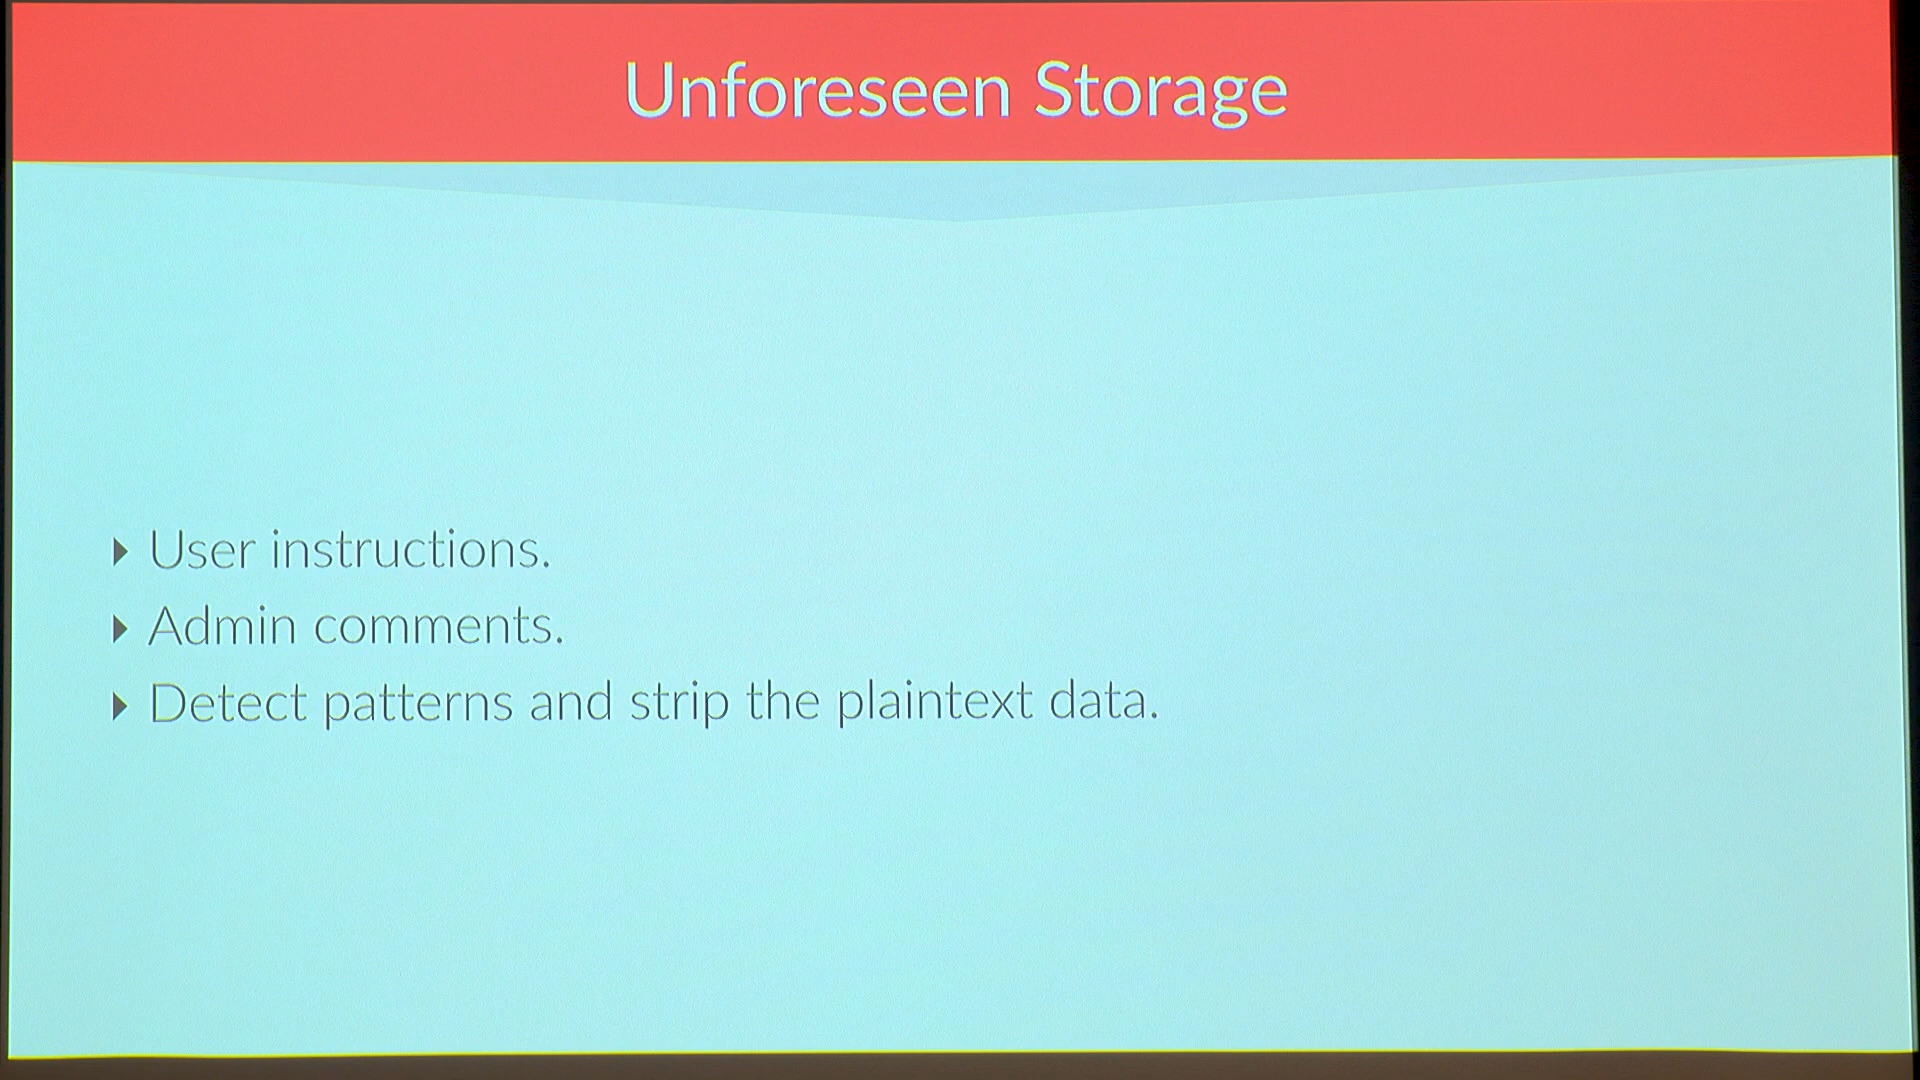 Unforeseen Storage
User instructions.
Admin comments.
Detect patterns and strip the plaintext data.